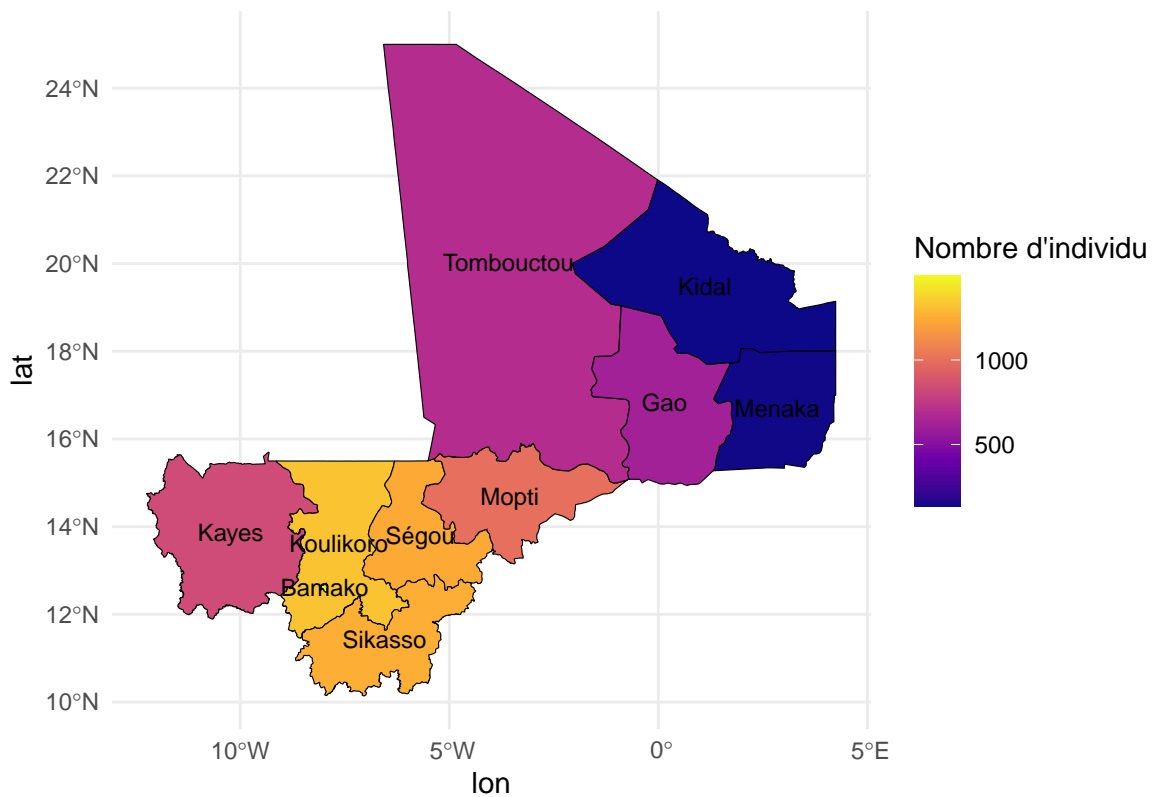 24°N
22°N
20°N
18°N
16°N
14°N
12°N
10°N
lat
Tombouctou
Kidal
Gao
Menaka
Mopti
Kayes
Ségou
Koulikoro
Bamako
Sikasso
10°W
5°W
0°
5°E
lon
Nombre d'individu
1000
500